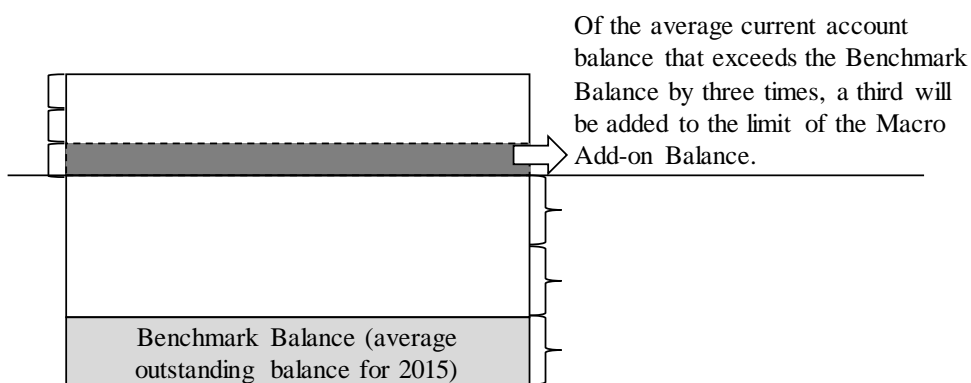 Of the average current account
balance that exceeds the Benchmark
Balance by three times, a third will
be added to the limit of the Macro
Add-on Balance.
Benchmark Balance (average
outstanding balance for 2015)